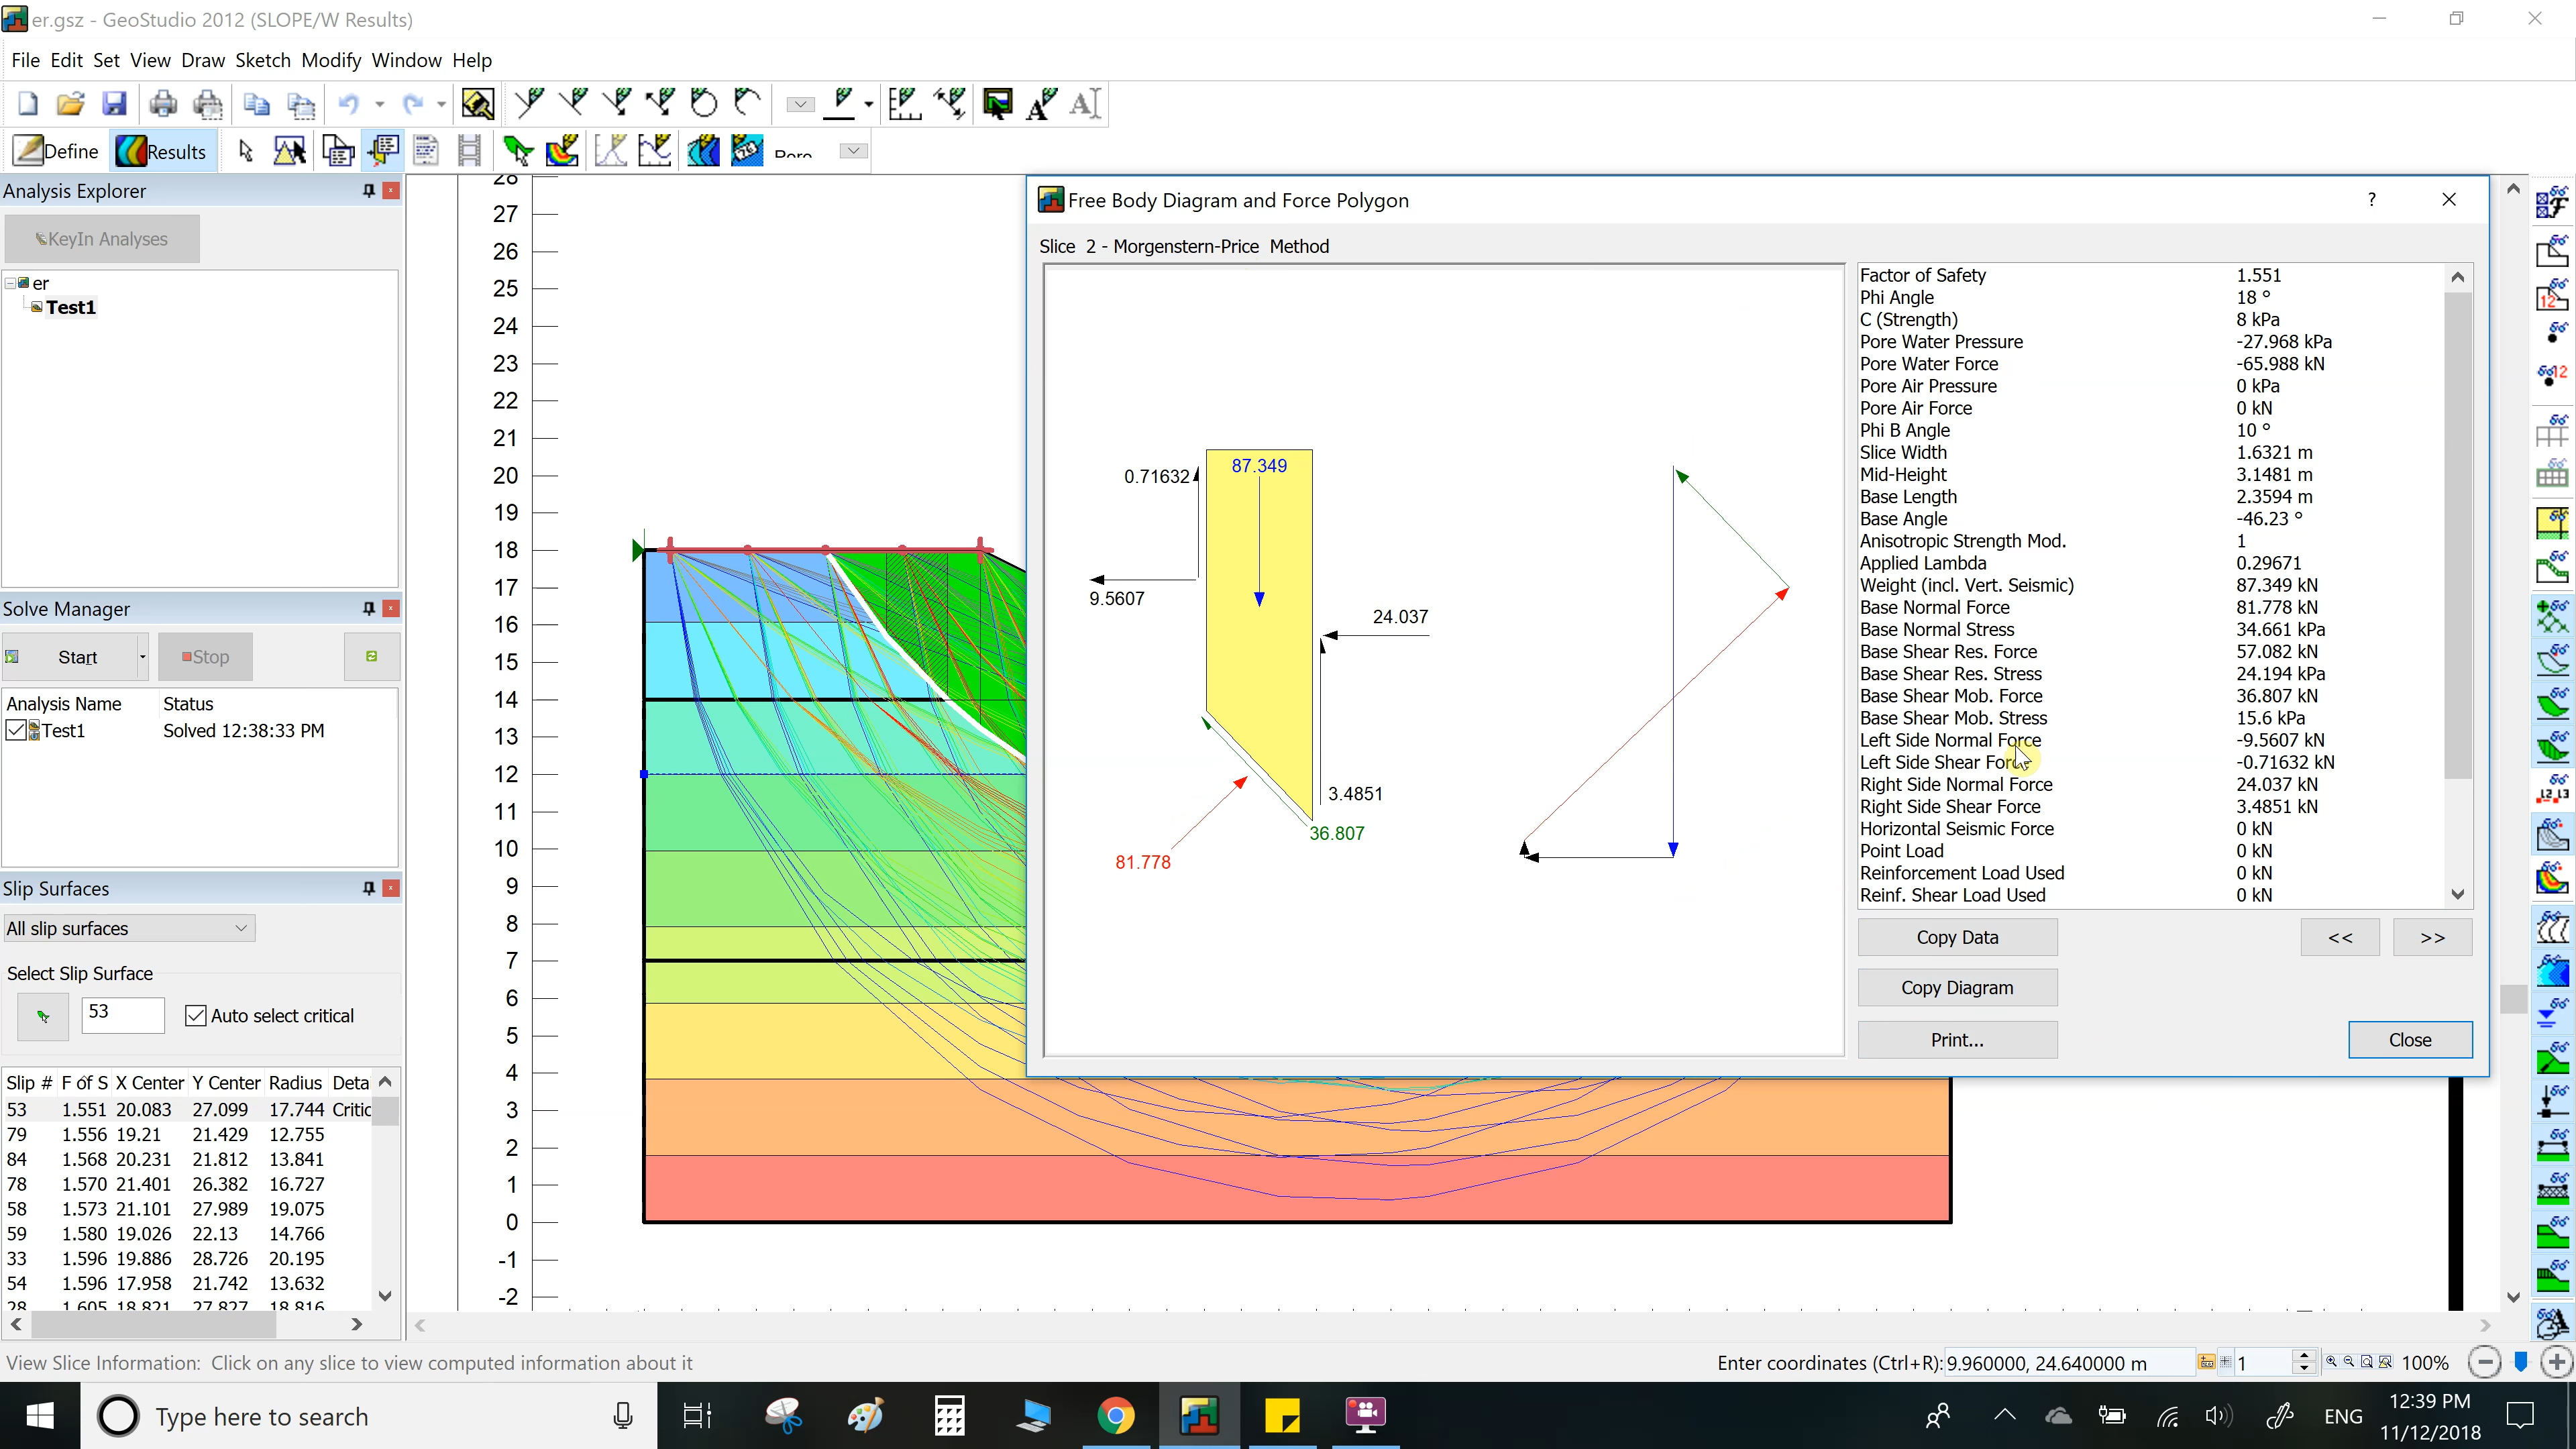 er.gsz - GeoStudio 2012 (SLOPE/W Results)
File Edit Set View Draw Sketch Modify Window Help
Define Results
Analysis Explorer
KeyIn Analyses
er
Test1
Solve Manager
Start Stop
Analysis Name Status
Test1 Solved 12:38:33 PM
Slip Surfaces
All slip surfaces
Select Slip Surface
53 Auto select critical
Slip # F of S X Center Y Center Radius Deta
53 1.551 20.083 27.099 17.744 Critic
79 1.556 19.21 21.429 12.755
84 1.568 20.231 21.812 13.841
78 1.570 21.401 26.382 16.727
58 1.573 21.101 27.989 19.075
59 1.580 19.026 22.13 14.766
33 1.596 19.886 28.726 20.195
54 1.596 17.958 21.742 13.632
28 1.605 18.821 27.827 18.816
28
27
26
25
24
23
22
21
20
19
18
17
16
15
14
13
12
11
10
9
8
7
6
5
4
3
2
1
0
-1
-2
Free Body Diagram and Force Polygon
Slice 2 - Morgenstern-Price Method
87.349
0.71632
9.5607
24.037
3.4851
36.807
81.778
Factor of Safety 1.551
Phi Angle 18 °
C (Strength) 8 kPa
Pore Water Pressure -27.968 kPa
Pore Water Force -65.988 kN
Pore Air Pressure 0 kPa
Pore Air Force 0 kN
Phi B Angle 10 °
Slice Width 1.6321 m
Mid-Height 3.1481 m
Base Length 2.3594 m
Base Angle -46.23 °
Anisotropic Strength Mod. 1
Applied Lambda 0.29671
Weight (incl. Vert. Seismic) 87.349 kN
Base Normal Force 81.778 kN
Base Normal Stress 34.661 kPa
Base Shear Res. Force 57.082 kN
Base Shear Res. Stress 24.194 kPa
Base Shear Mob. Force 36.807 kN
Base Shear Mob. Stress 15.6 kPa
Left Side Normal Force -9.5607 kN
Left Side Shear Force -0.71632 kN
Right Side Normal Force 24.037 kN
Right Side Shear Force 3.4851 kN
Horizontal Seismic Force 0 kN
Point Load 0 kN
Reinforcement Load Used 0 kN
Reinf. Shear Load Used 0 kN
Copy Data << >>
Copy Diagram
Print... Close
View Slice Information: Click on any slice to view computed information about it
Enter coordinates (Ctrl+R): 9.960000, 24.640000 m 1 100%
Type here to search
ENG
12:39 PM
11/12/2018